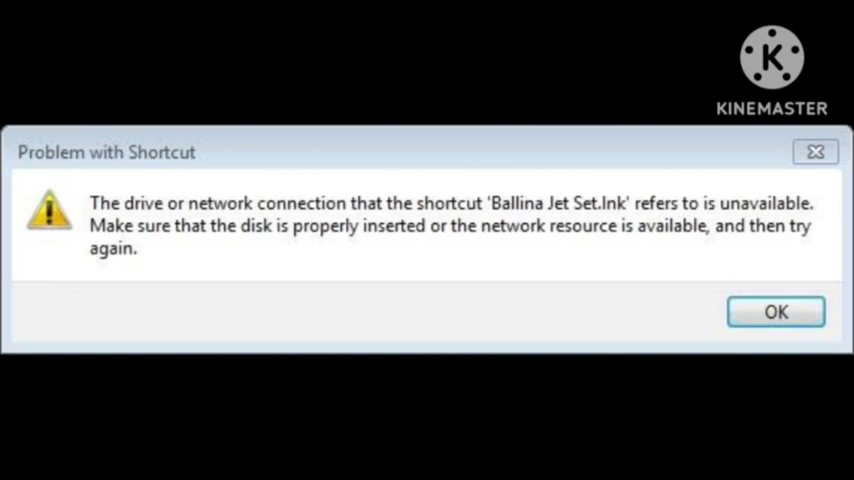 KINEMASTER
Problem with Shortcut
The drive or network connection that the shortcut 'Ballina Jet Set.lnk' refers to is unavailable.
Make sure that the disk is properly inserted or the network resource is available, and then try
again.
OK